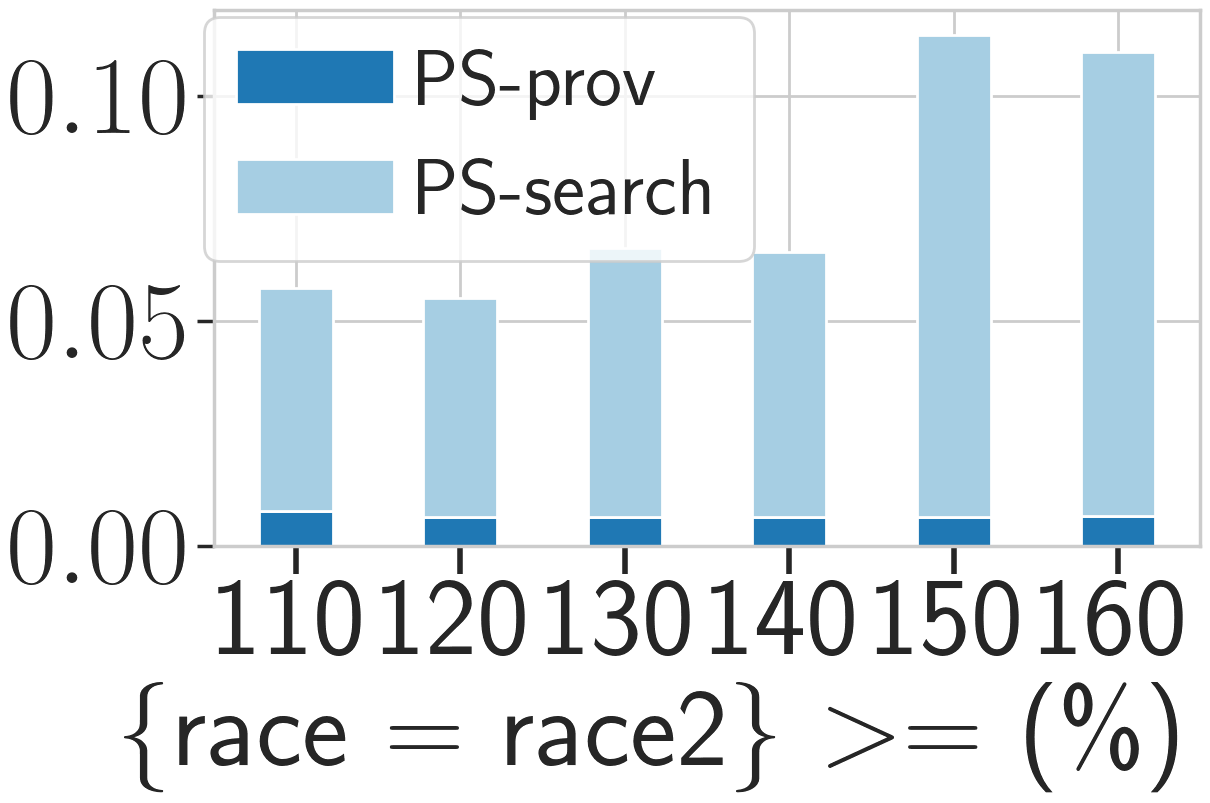 0.10
0.05
0.00
PS-prov
PS-search
110 120 130 140 150 160
{race = race2} >= (%)